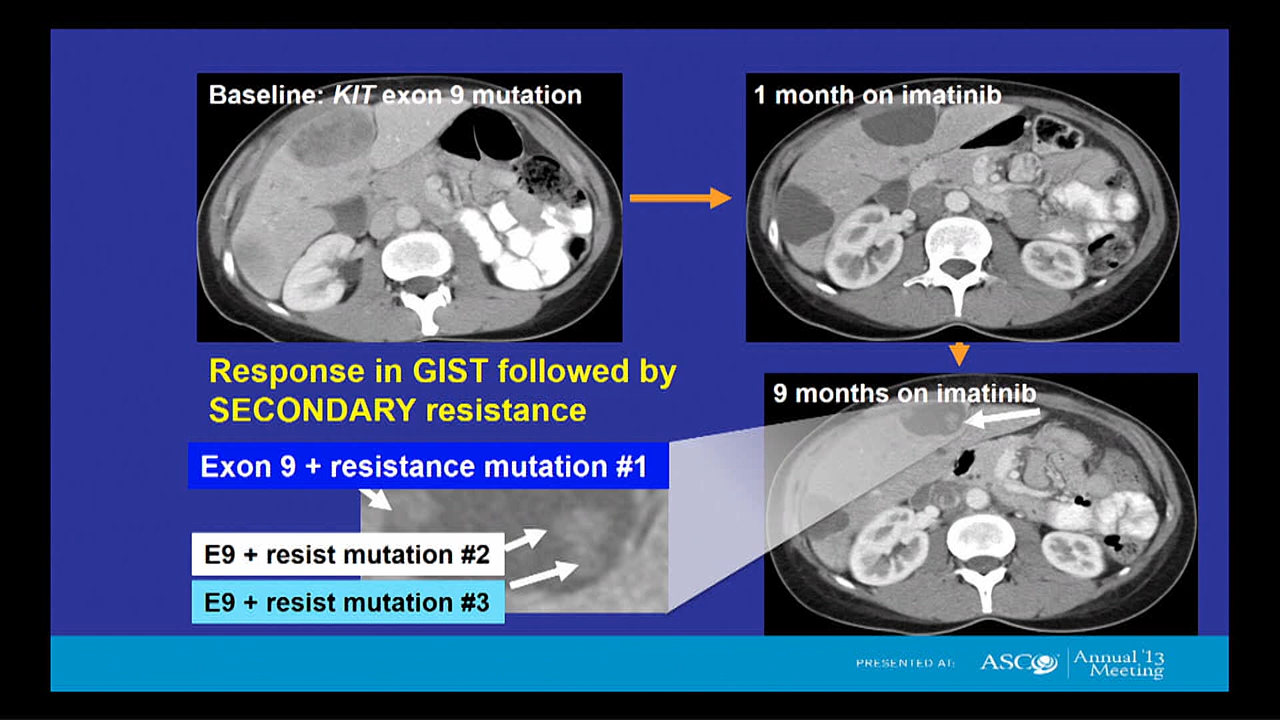 Baseline: KIT exon 9 mutation
1 month on imatinib
Response in GIST followed by
SECONDARY resistance
9 months on imatinib
Exon 9 + resistance mutation #1
E9 + resist mutation #2
E9 + resist mutation #3
PRESENTED AT:
ASCO
Annual '13
Meeting